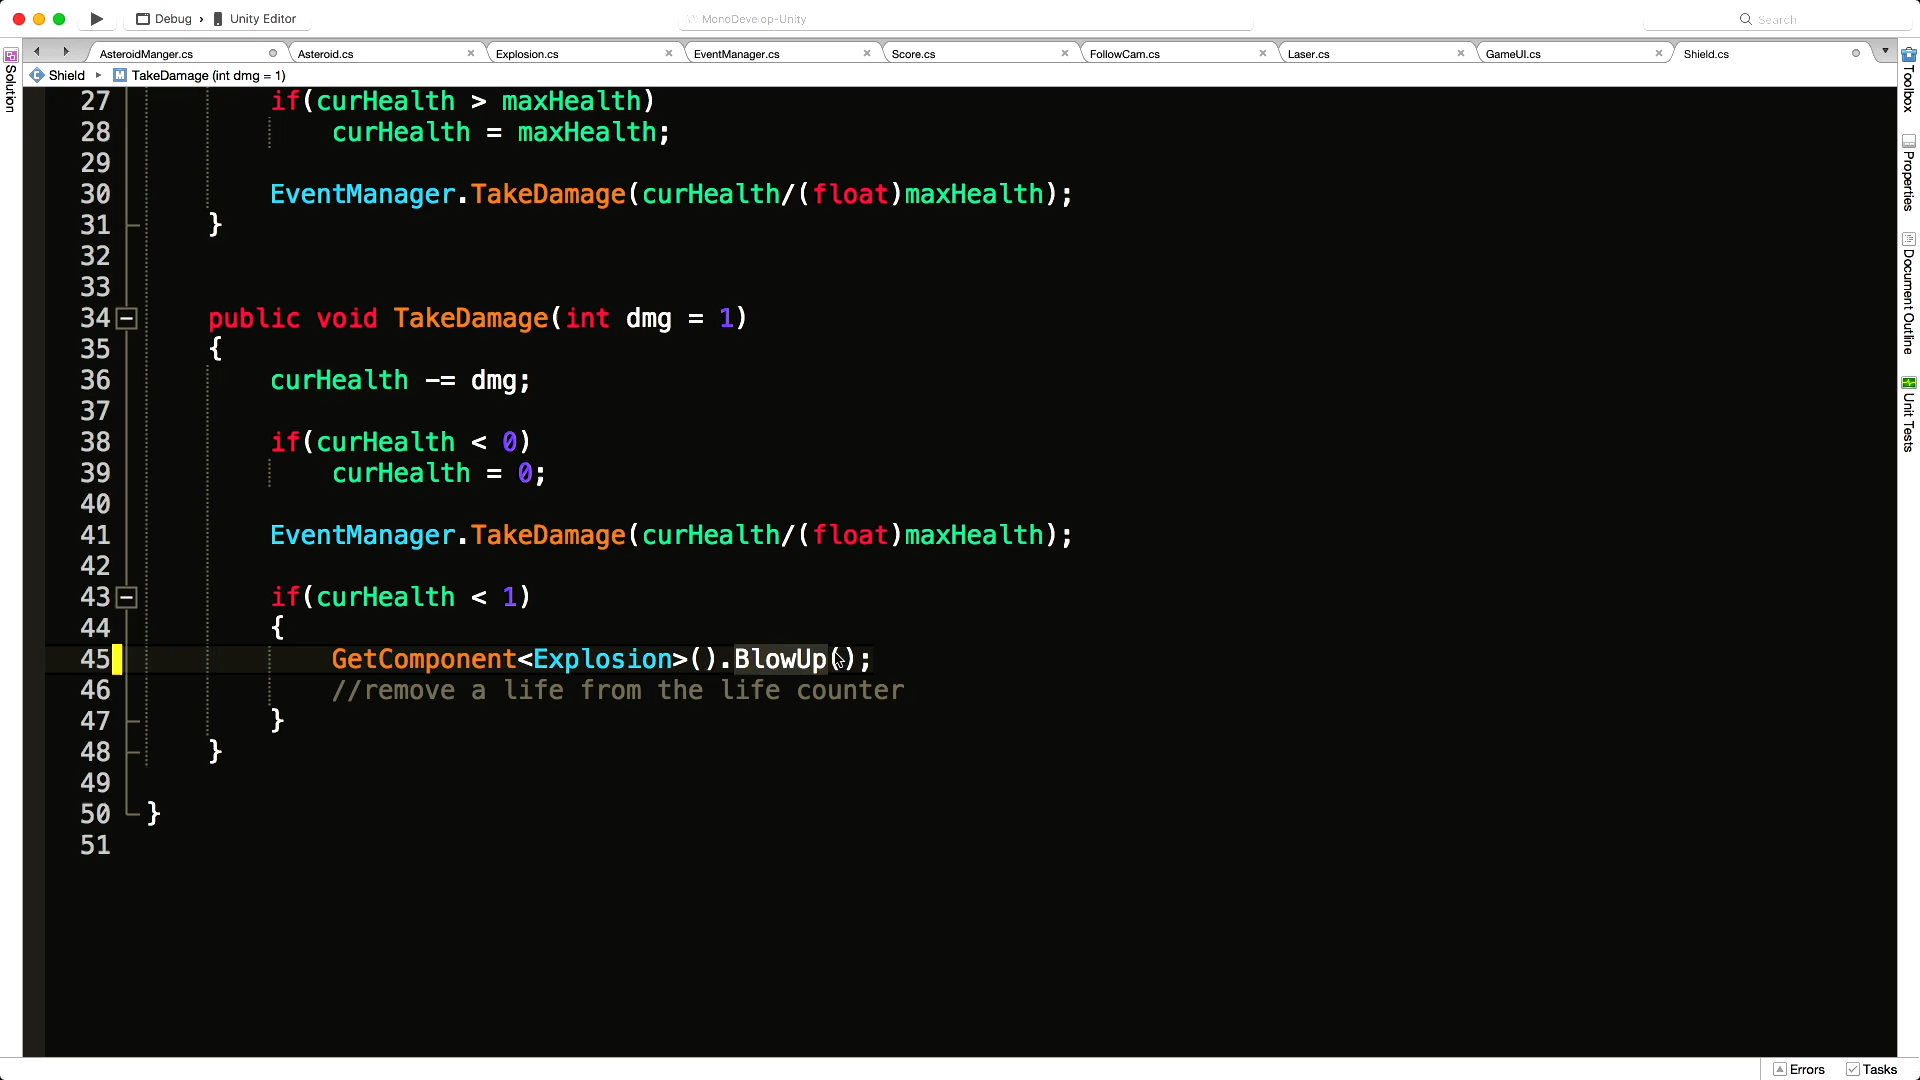 Debug › Unity Editor
MonoDevelop-Unity
Search
AsteroidManger.cs
Asteroid.cs
Explosion.cs
EventManager.cs
Score.cs
FollowCam.cs
Laser.cs
GameUI.cs
Shield.cs
Shield
TakeDamage (int dmg = 1)
Solution
27 if(curHealth > maxHealth)
28 curHealth = maxHealth;
29
30 EventManager.TakeDamage(curHealth/(float)maxHealth);
31 }
32
33
34 public void TakeDamage(int dmg = 1)
35 {
36 curHealth -= dmg;
37
38 if(curHealth < 0)
39 curHealth = 0;
40
41 EventManager.TakeDamage(curHealth/(float)maxHealth);
42
43 if(curHealth < 1)
44 {
45 GetComponent<Explosion>().BlowUp();
46 //remove a life from the life counter
47 }
48 }
49
50 }
51
Toolbox
Properties
Document Outline
Unit Tests
Errors
Tasks